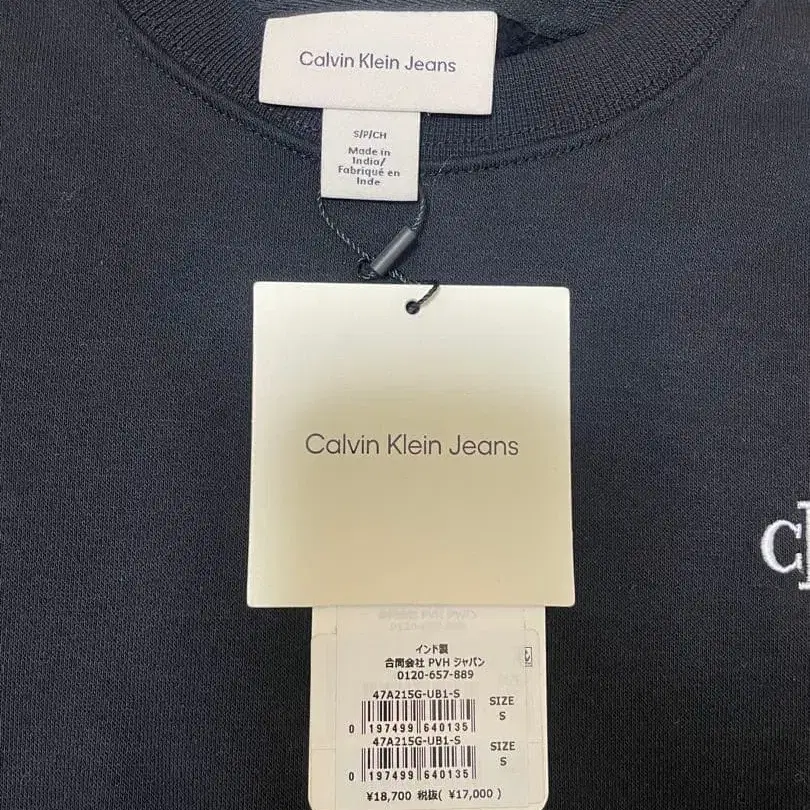 Calvin Klein Jeans
S/P/CH
Made in
India/
Fabriqué en
Inde
Calvin Klein Jeans
インド製
合同会社 PVH ジャパン
0120-657-889
47A215G-UB1-S
SIZE
S
0 197499 640135
47A215G-UB1-S
SIZE
S
0 197499 640135
¥18,700 税抜( ¥17,000 )